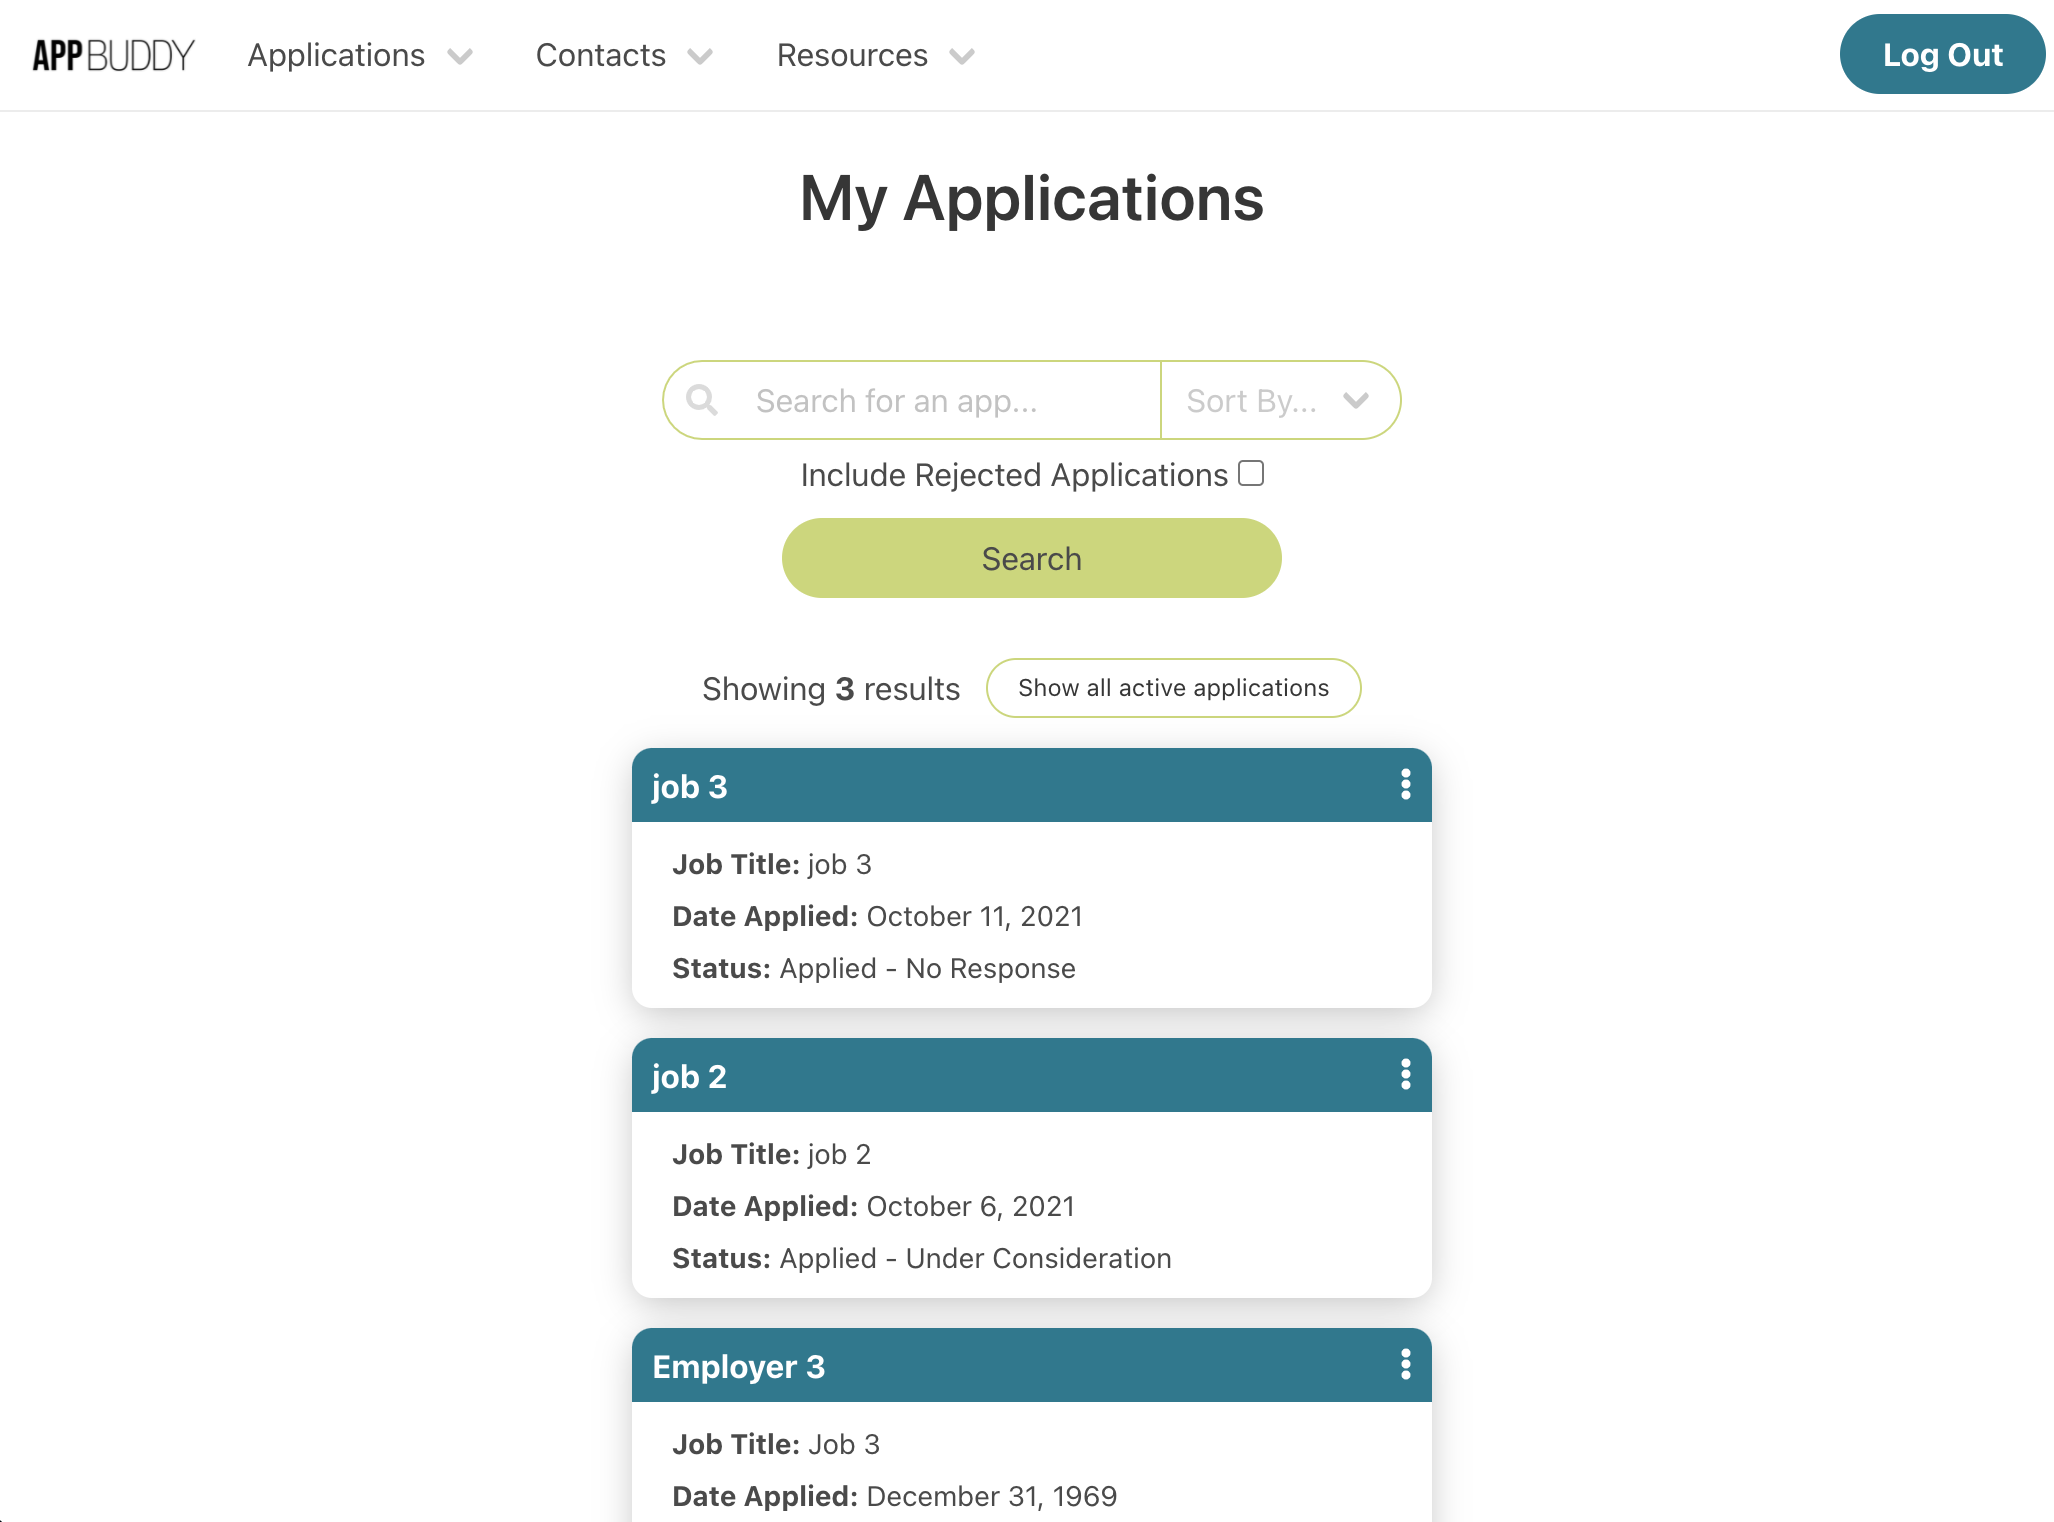 APPBUDDY Applications Contacts Resources Log Out
My Applications
Search for an app... Sort By...
Include Rejected Applications
Search
Showing 3 results Show all active applications
job 3
Job Title: job 3
Date Applied: October 11, 2021
Status: Applied - No Response
job 2
Job Title: job 2
Date Applied: October 6, 2021
Status: Applied - Under Consideration
Employer 3
Job Title: Job 3
Date Applied: December 31, 1969